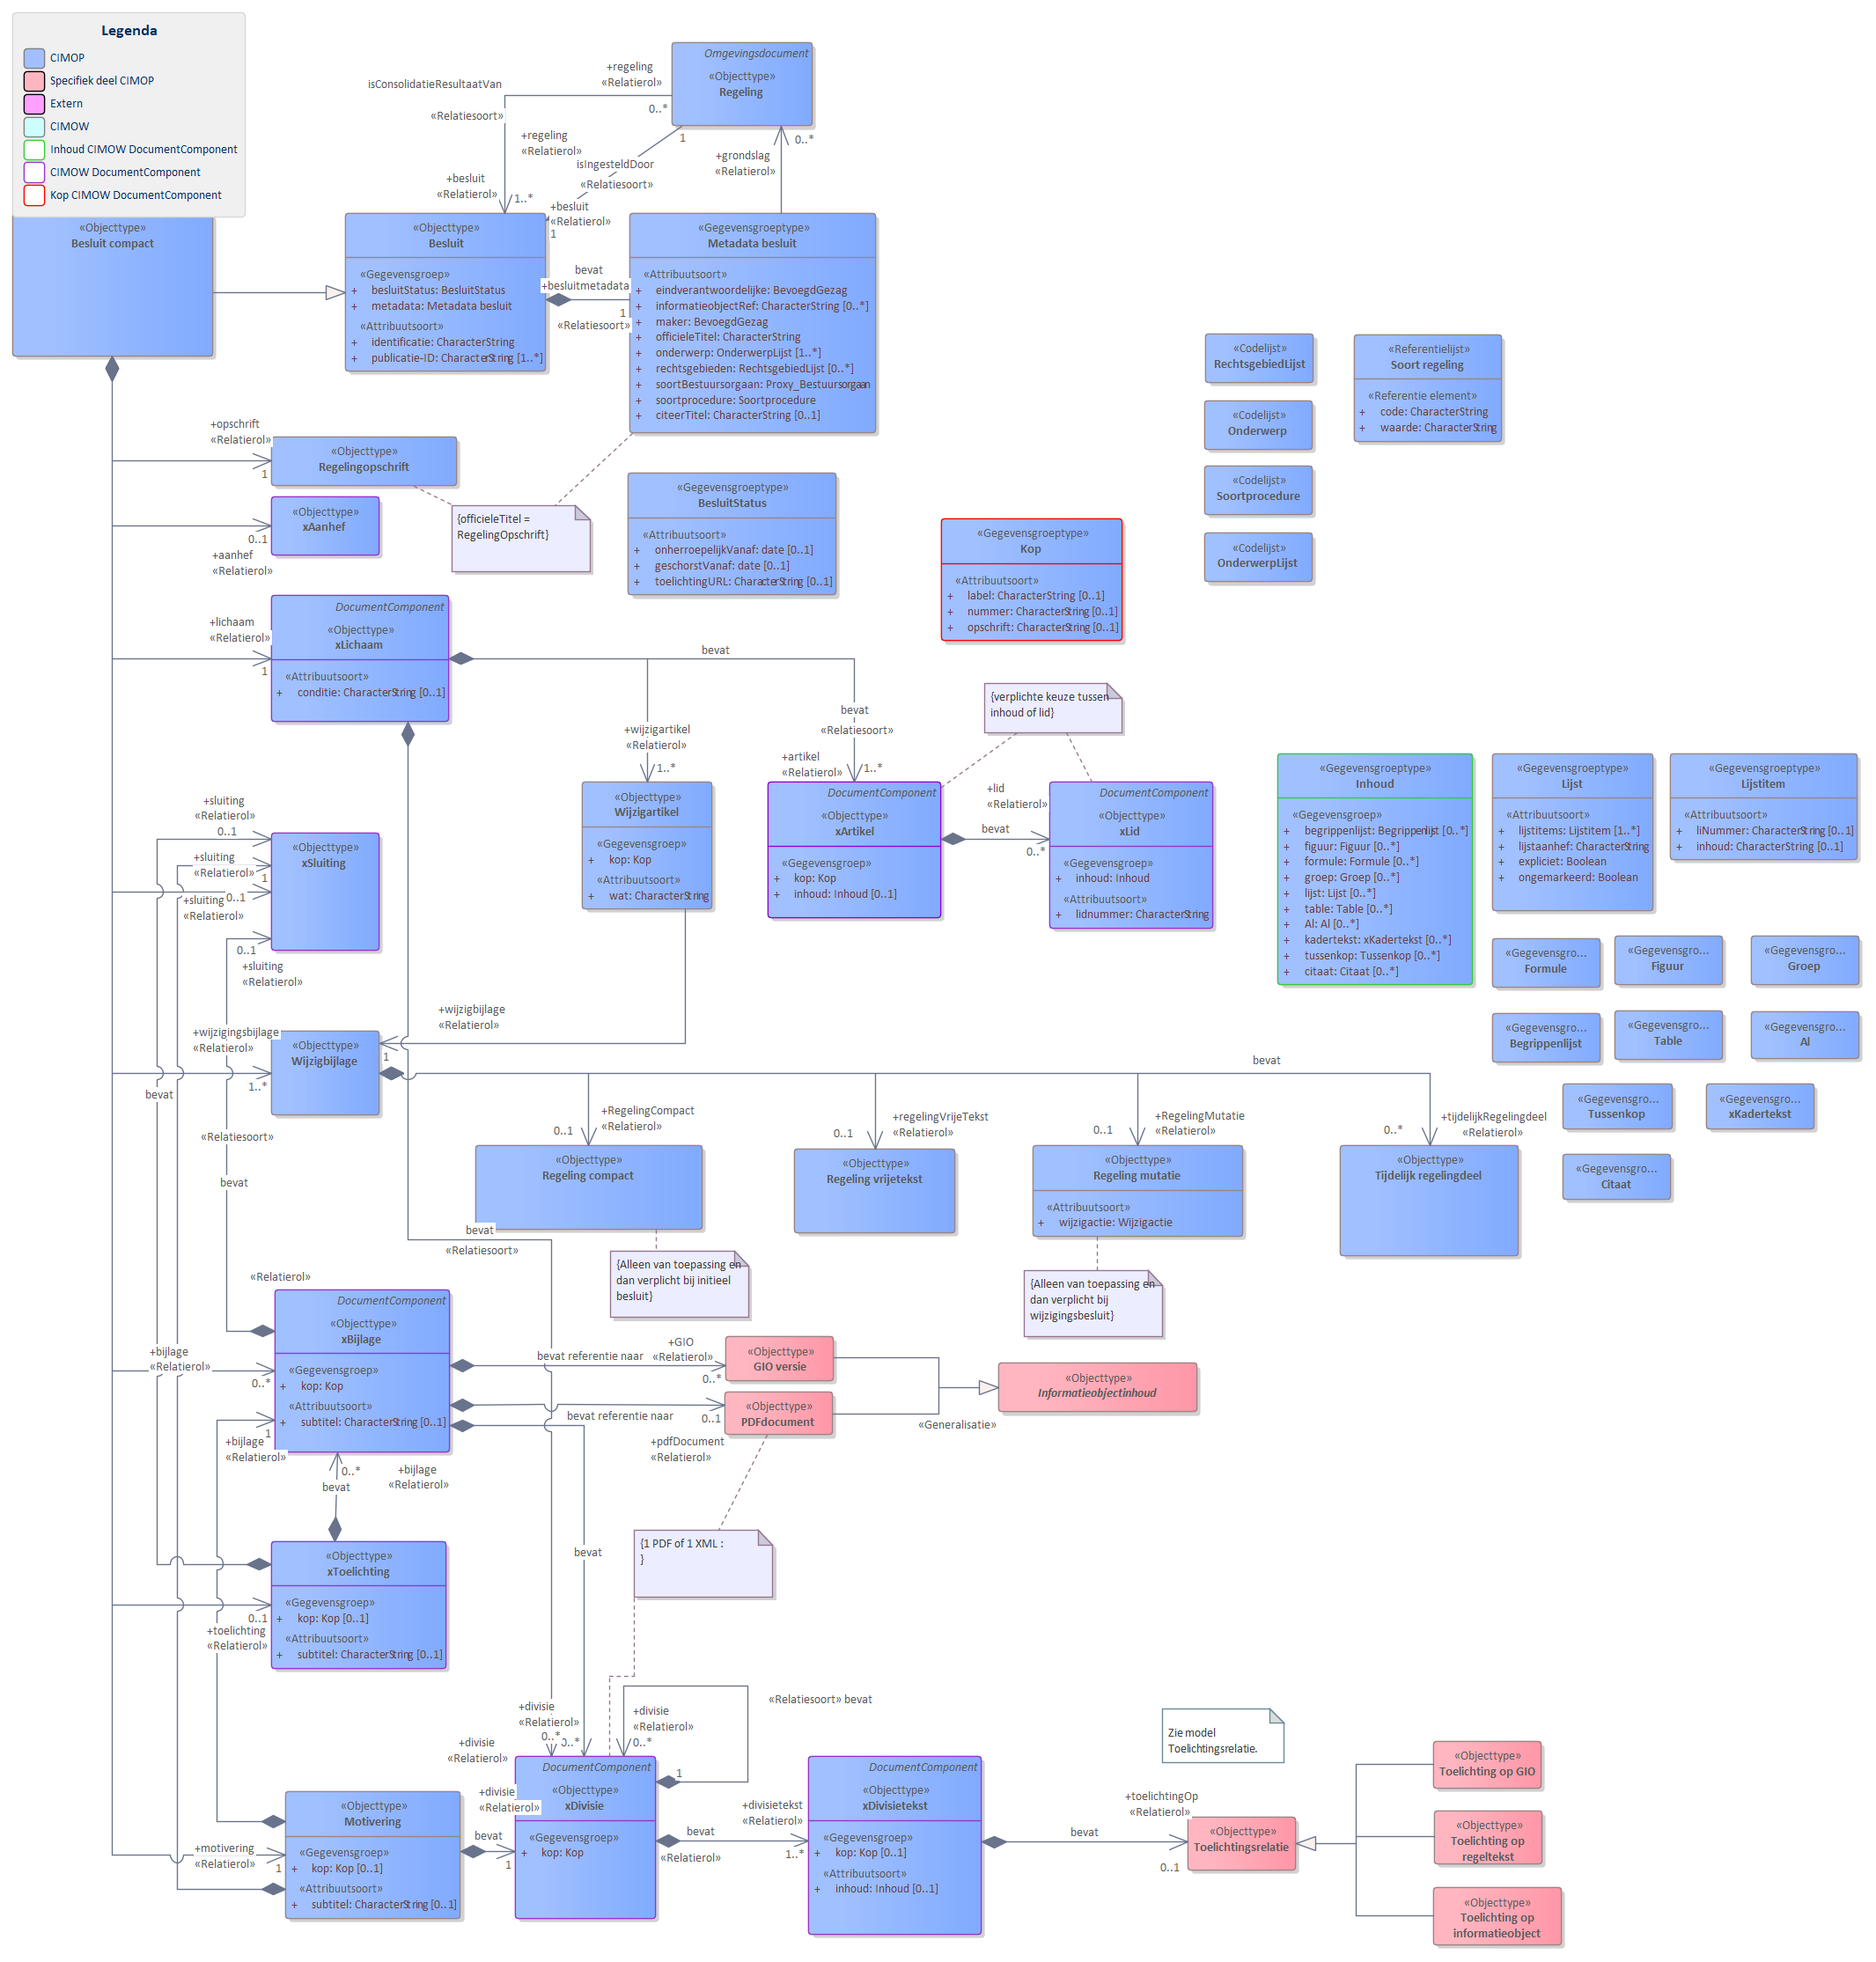 Legenda
CIMOP
Specifiek deel CIMOP
Extern
CIMOW
Inhoud CIMOW DocumentComponent
CIMOW DocumentComponent
Kop CIMOW DocumentComponent
Omgevingsdocument
«Objecttype»
Regeling
+regeling
«Relatierol»
0..*
isConsolidatieResultaatVan
«Relatiesoort»
+besluit
«Relatierol»
1..*
+regeling
«Relatierol»
1
isIngesteldDoor
«Relatiesoort»
+besluit
«Relatierol»
1
+grondslag
«Relatierol»
0..*
«Objecttype»
Besluit compact
«Objecttype»
Besluit
«Gegevensgroep»
+ besluitStatus: BesluitStatus
+ metadata: Metadata besluit
«Attribuutsoort»
+ identificatie: CharacterString
+ publicatie-ID: CharacterString [1..*]
bevat
+besluitmetadata
1
«Relatiesoort»
«Gegevensgroeptype»
Metadata besluit
«Attribuutsoort»
+ eindverantwoordelijke: BevoegdGezag
+ informatieobjectRef: CharacterString [0..*]
+ maker: BevoegdGezag
+ officieleTitel: CharacterString
+ onderwerp: OnderwerpLijst [1..*]
+ rechtsgebieden: RechtsgebiedLijst [0..*]
+ soortBestuursorgaan: Proxy_Bestuursorgaan
+ soortprocedure: Soortprocedure
+ citeerTitel: CharacterString [0..1]
«Codelijst»
RechtsgebiedLijst
«Referentielijst»
Soort regeling
«Referentie element»
+ code: CharacterString
+ waarde: CharacterString
«Codelijst»
Onderwerp
«Codelijst»
Soortprocedure
«Codelijst»
OnderwerpLijst
+opschrift
«Relatierol»
1
«Objecttype»
Regelingopschrift
«Objecttype»
xAanhef
0..1
+aanhef
«Relatierol»
{officieleTitel =
RegelingOpschrift}
«Gegevensgroeptype»
BesluitStatus
«Attribuutsoort»
+ onherroepelijkVanaf: date [0..1]
+ geschorstVanaf: date [0..1]
+ toelichtingURL: CharacterString [0..1]
«Gegevensgroeptype»
Kop
«Attribuutsoort»
+ label: CharacterString [0..1]
+ nummer: CharacterString [0..1]
+ opschrift: CharacterString [0..1]
+lichaam
«Relatierol»
1
DocumentComponent
«Objecttype»
xLichaam
«Attribuutsoort»
+ conditie: CharacterString [0..1]
bevat
+wijzigartikel
«Relatierol»
1..*
bevat
«Relatiesoort»
+artikel
«Relatierol»
1..*
{verplichte keuze tussen
inhoud of lid}
«Objecttype»
Wijzigartikel
«Gegevensgroep»
+ kop: Kop
«Attribuutsoort»
+ wat: CharacterString
DocumentComponent
«Objecttype»
xArtikel
«Gegevensgroep»
+ kop: Kop
+ inhoud: Inhoud [0..1]
+lid
«Relatierol»
bevat
0..*
DocumentComponent
«Objecttype»
xLid
«Gegevensgroep»
+ inhoud: Inhoud
«Attribuutsoort»
+ lidnummer: CharacterString
«Gegevensgroeptype»
Inhoud
«Gegevensgroep»
+ begrippenlijst: Begrippenlijst [0..*]
+ figuur: Figuur [0..*]
+ formule: Formule [0..*]
+ groep: Groep [0..*]
+ lijst: Lijst [0..*]
+ table: Table [0..*]
+ Al: Al [0..*]
+ kadertekst: xKadertekst [0..*]
+ tussenkop: Tussenkop [0..*]
+ citaat: Citaat [0..*]
«Gegevensgroeptype»
Lijst
«Attribuutsoort»
+ lijstitems: Lijstitem [1..*]
+ lijstaanhef: CharacterString
+ expliciet: Boolean
+ ongemarkeerd: Boolean
«Gegevensgroeptype»
Lijstitem
«Attribuutsoort»
+ liNummer: CharacterString [0..1]
+ inhoud: CharacterString [0..1]
«Gegevensgro...
Formule
«Gegevensgro...
Figuur
«Gegevensgro...
Groep
«Gegevensgro...
Begrippenlijst
«Gegevensgro...
Table
«Gegevensgro...
Al
«Gegevensgro...
Tussenkop
«Gegevensgro...
xKadertekst
«Gegevensgro...
Citaat
+sluiting
«Relatierol»
0..1
+sluiting
«Relatierol»
1
+sluiting
0..1
«Relatierol»
0..1
+sluiting
«Relatierol»
«Objecttype»
xSluiting
+wijzigbijlage
«Relatierol»
1
+wijzigingsbijlage
«Relatierol»
1..*
«Objecttype»
Wijzigbijlage
bevat
bevat
«Relatiesoort»
bevat
+RegelingCompact
«Relatierol»
0..1
+regelingVrijeTekst
«Relatierol»
0..1
+RegelingMutatie
«Relatierol»
0..1
+tijdelijkRegelingdeel
«Relatierol»
0..*
«Objecttype»
Regeling compact
«Objecttype»
Regeling vrijetekst
«Objecttype»
Regeling mutatie
«Attribuutsoort»
+ wijzigactie: Wijzigactie
«Objecttype»
Tijdelijk regelingdeel
bevat
«Relatiesoort»
{Alleen van toepassing en
dan verplicht bij initieel
besluit}
{Alleen van toepassing en
dan verplicht bij
wijzigingsbesluit}
«Relatierol»
DocumentComponent
«Objecttype»
xBijlage
«Gegevensgroep»
+ kop: Kop
«Attribuutsoort»
+ subtitel: CharacterString [0..1]
+bijlage
«Relatierol»
0..*
1
+bijlage
«Relatierol»
+GIO
bevat referentie naar
«Relatierol»
0..*
«Objecttype»
GIO versie
bevat referentie naar
0..1
+pdfDocument
«Relatierol»
«Objecttype»
PDFdocument
«Objecttype»
Informatieobjectinhoud
«Generalisatie»
0..*
bevat
+bijlage
«Relatierol»
{1 PDF of 1 XML :
}
bevat
«Objecttype»
xToelichting
«Gegevensgroep»
+ kop: Kop [0..1]
«Attribuutsoort»
+ subtitel: CharacterString [0..1]
0..1
+toelichting
«Relatierol»
+divisie
«Relatierol»
0..*
0..*
+divisie
«Relatierol»
0..*
«Relatiesoort» bevat
1
+divisie
«Relatierol»
+divisie
«Relatierol»
DocumentComponent
«Objecttype»
xDivisie
«Gegevensgroep»
+ kop: Kop
+divisietekst
«Relatierol»
bevat
«Relatierol»
1..*
DocumentComponent
«Objecttype»
xDivisietekst
«Gegevensgroep»
+ kop: Kop [0..1]
«Attribuutsoort»
+ inhoud: Inhoud [0..1]
Zie model
Toelichtingsrelatie.
+toelichtingOp
«Relatierol»
bevat
0..1
«Objecttype»
Toelichtingsrelatie
«Objecttype»
Toelichting op GIO
«Objecttype»
Toelichting op
regeltekst
«Objecttype»
Toelichting op
informatieobject
«Objecttype»
Motivering
«Gegevensgroep»
+ kop: Kop [0..1]
«Attribuutsoort»
+ subtitel: CharacterString [0..1]
+motivering
«Relatierol»
1
bevat
1